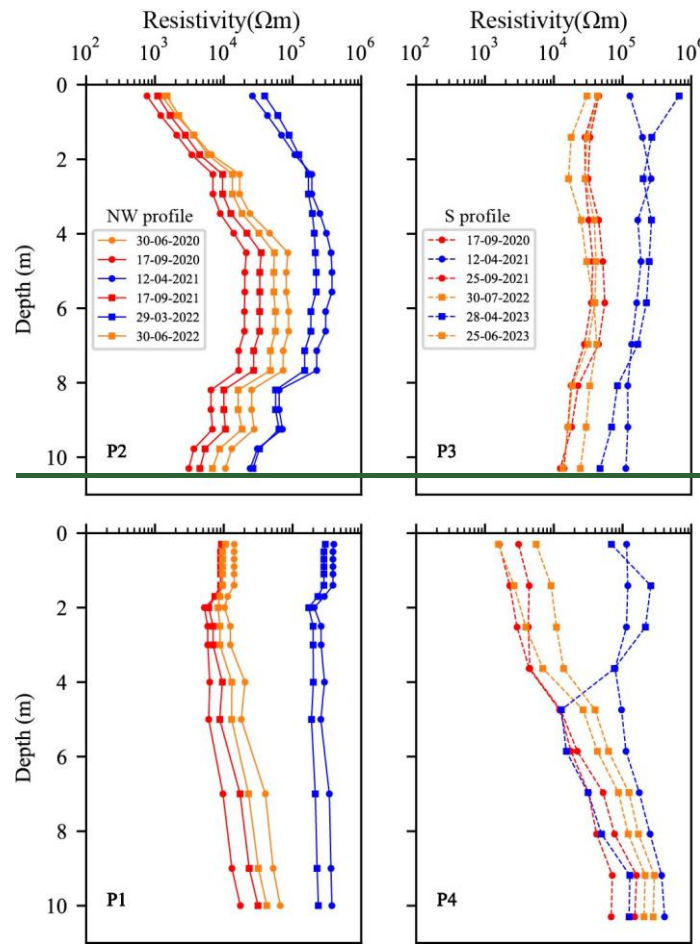 Resistivity(Ωm) Resistivity(Ωm)
10² 10³ 10⁴ 10⁵ 10⁶ 10² 10³ 10⁴ 10⁵ 10⁶
0
2
4
6
8
10
Depth (m)
NW profile
30-06-2020
17-09-2020
12-04-2021
17-09-2021
29-03-2022
30-06-2022
P2
S profile
17-09-2020
12-04-2021
25-09-2021
30-07-2022
28-04-2023
25-06-2023
P3
0
2
4
6
8
10
Depth (m)
P1
P4